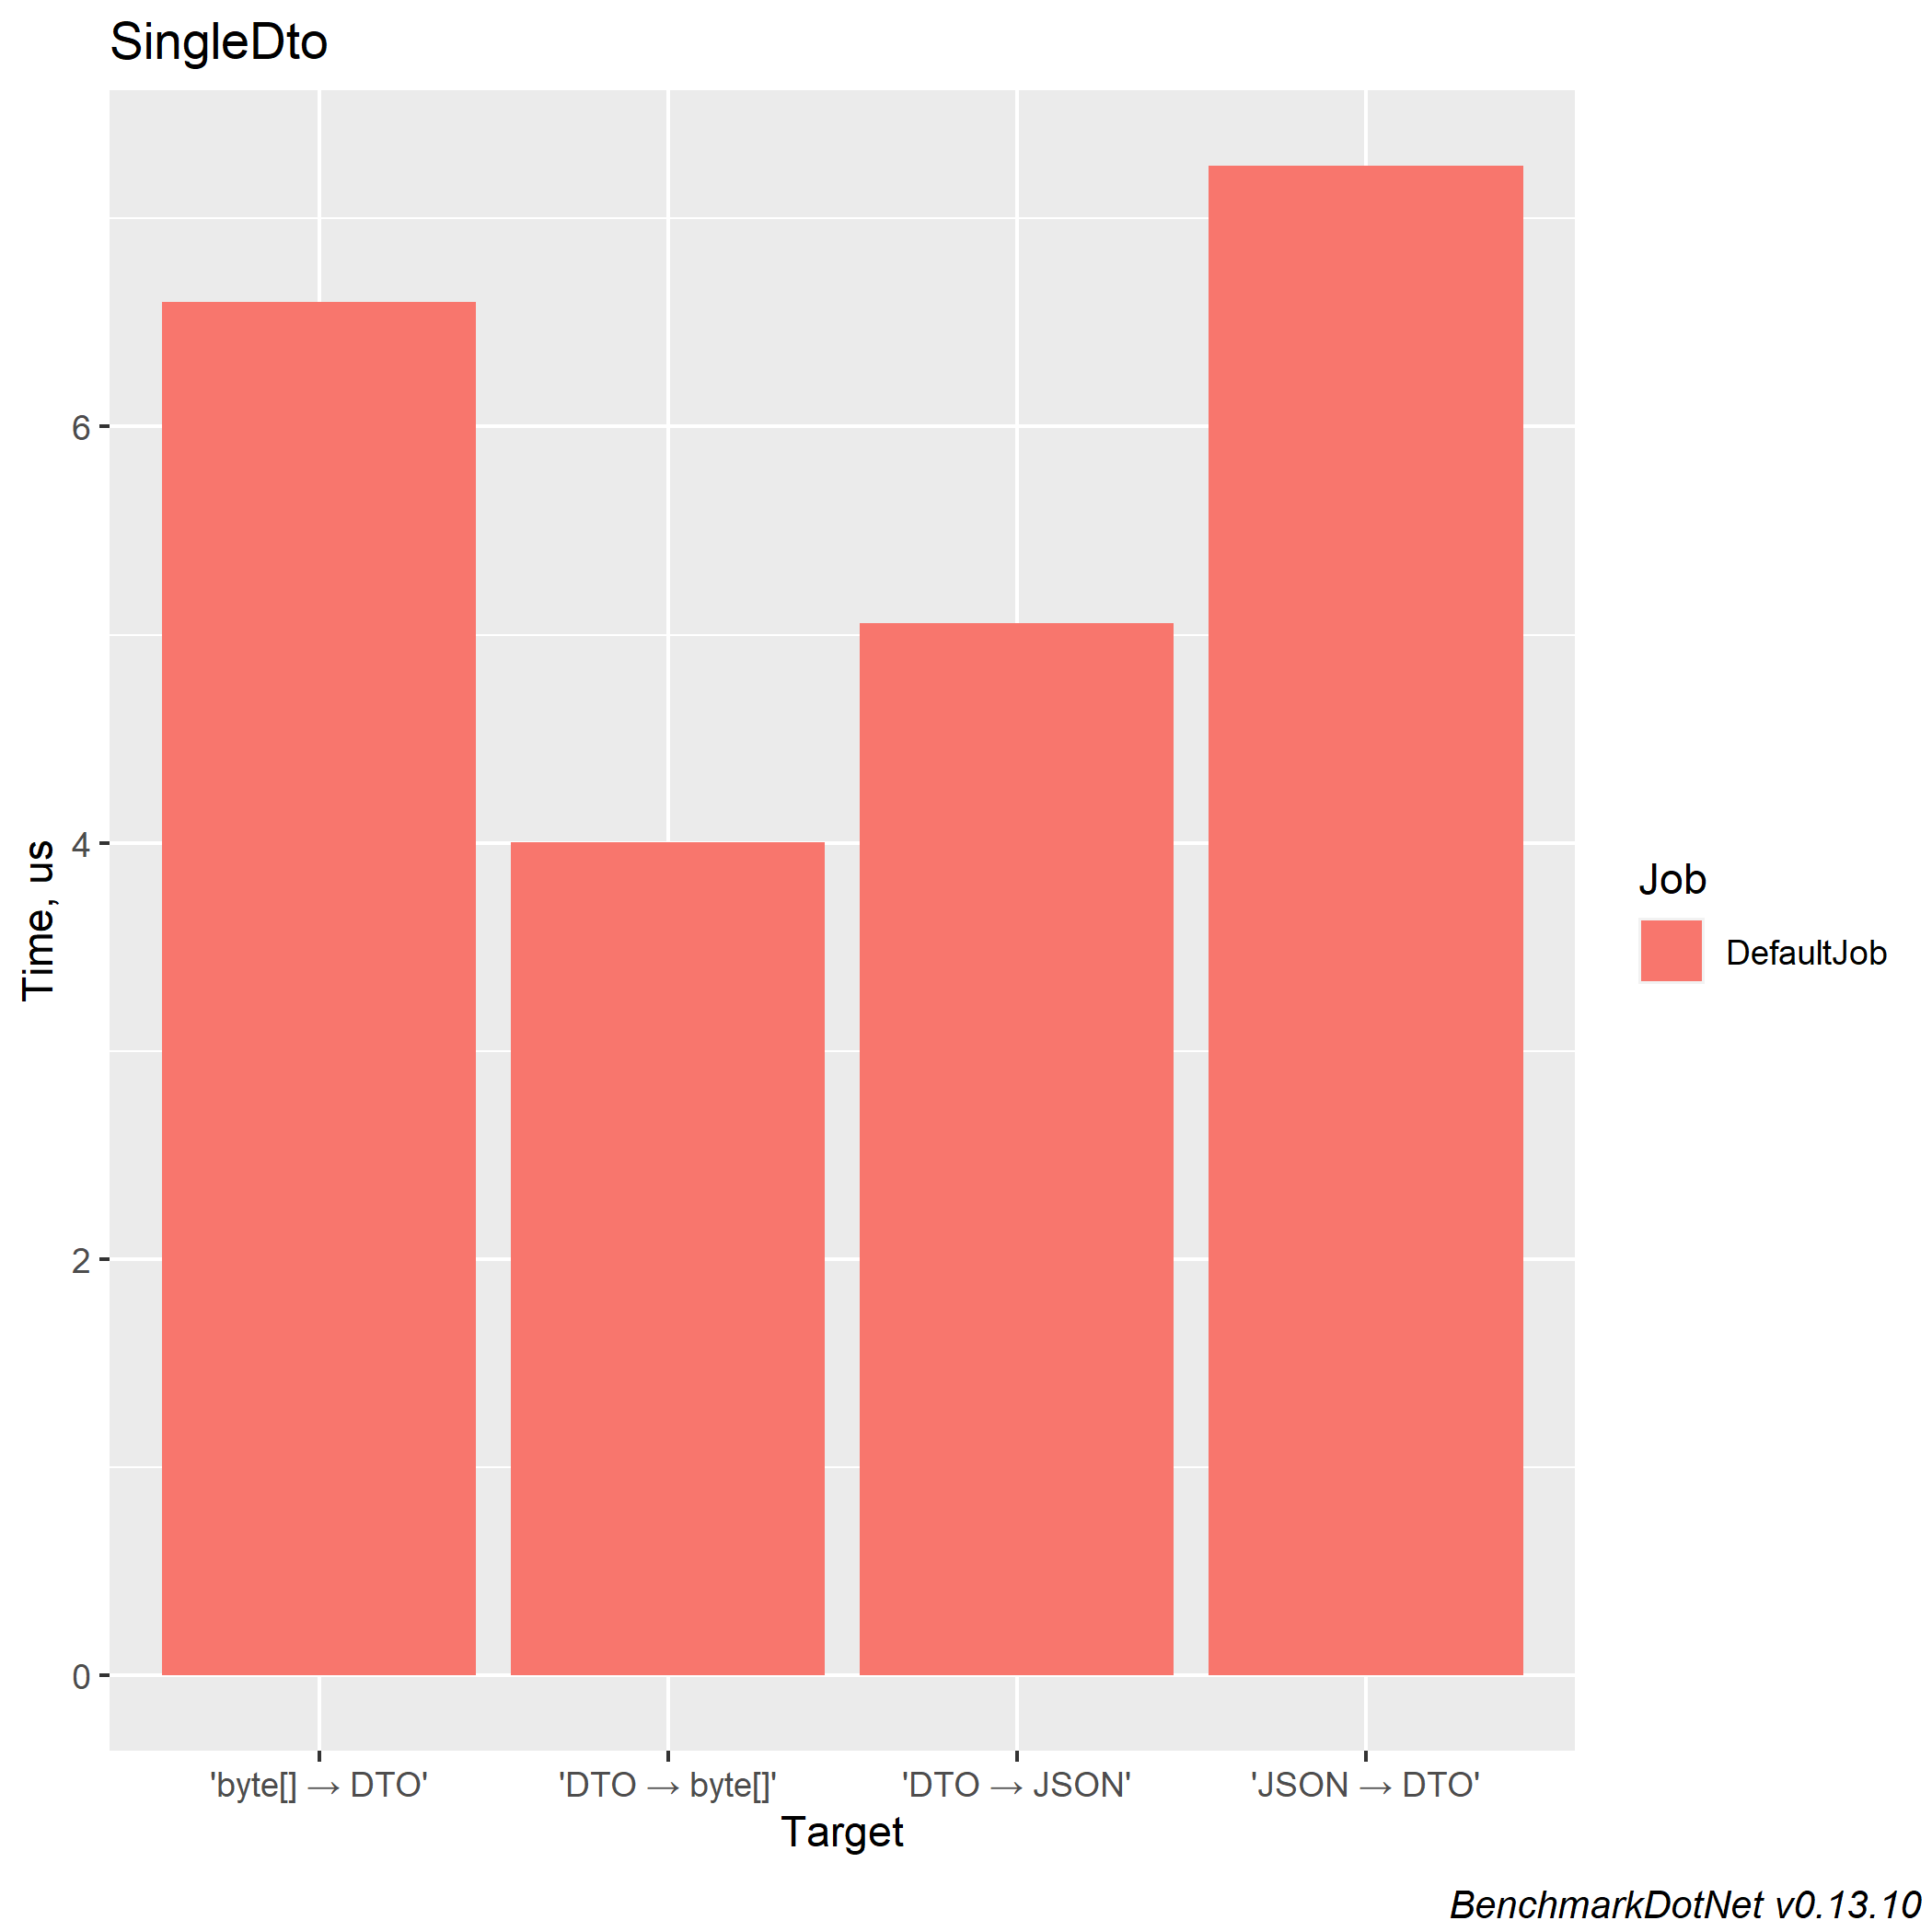 SingleDto
6
4
2
0
Time, us
'byte[] → DTO'
'DTO → byte[]'
'DTO → JSON'
'JSON → DTO'
Target
Job
DefaultJob
BenchmarkDotNet v0.13.10